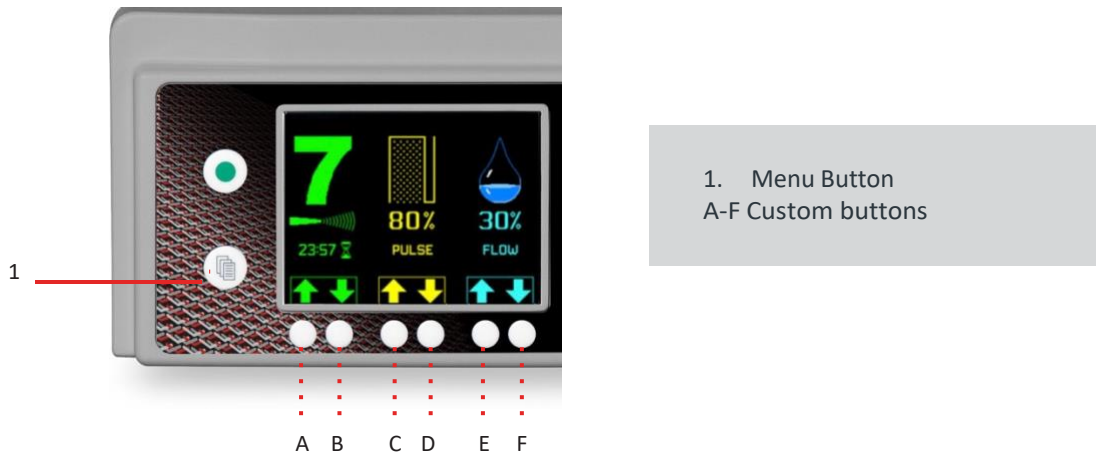 7
80%
30%
23:57
PULSE
FLOW
1
A B C D E F
1. Menu Button
A-F Custom buttons